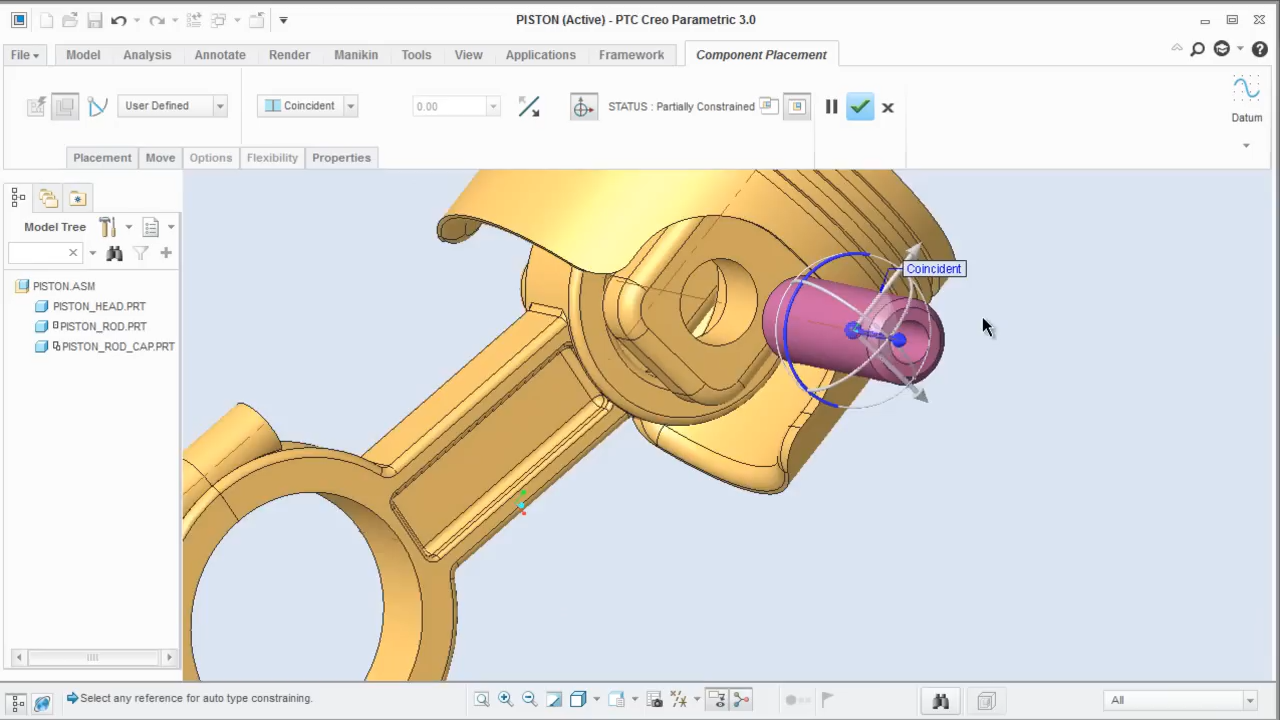 PISTON (Active) - PTC Creo Parametric 3.0
File Model Analysis Annotate Render Manikin Tools View Applications Framework Component Placement
User Defined Coincident 0.00 STATUS : Partially Constrained
Datum
Placement Move Options Flexibility Properties
Model Tree
PISTON.ASM
PISTON_HEAD.PRT
PISTON_ROD.PRT
PISTON_ROD_CAP.PRT
Coincident
Select any reference for auto type constraining.
All